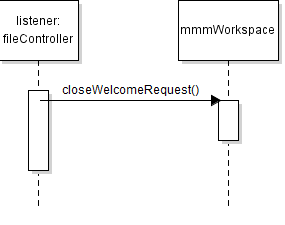 listener:
fileController
mmmWorkspace
closeWelcomeRequest()